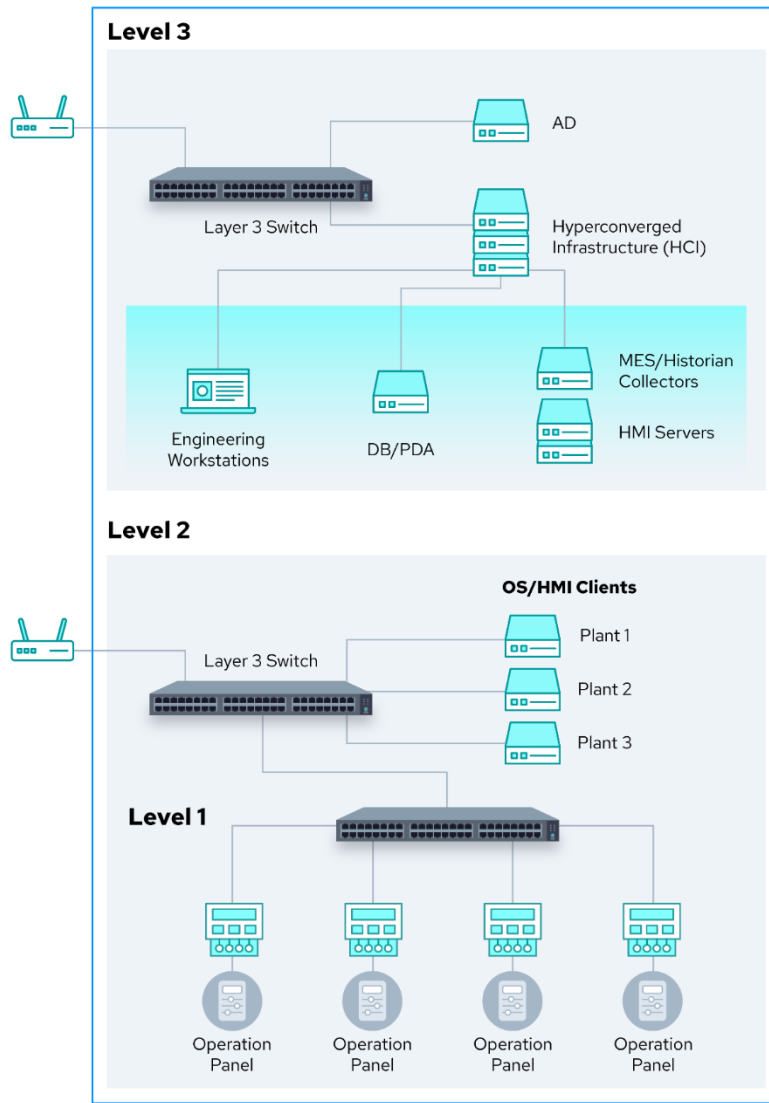 Level 3
AD
Layer 3 Switch
Hyperconverged
Infrastructure (HCI)
MES/Historian
Collectors
Engineering
Workstations
DB/PDA
HMI Servers
Level 2
OS/HMI Clients
Plant 1
Layer 3 Switch
Plant 2
Plant 3
Level 1
Operation
Panel
Operation
Panel
Operation
Panel
Operation
Panel